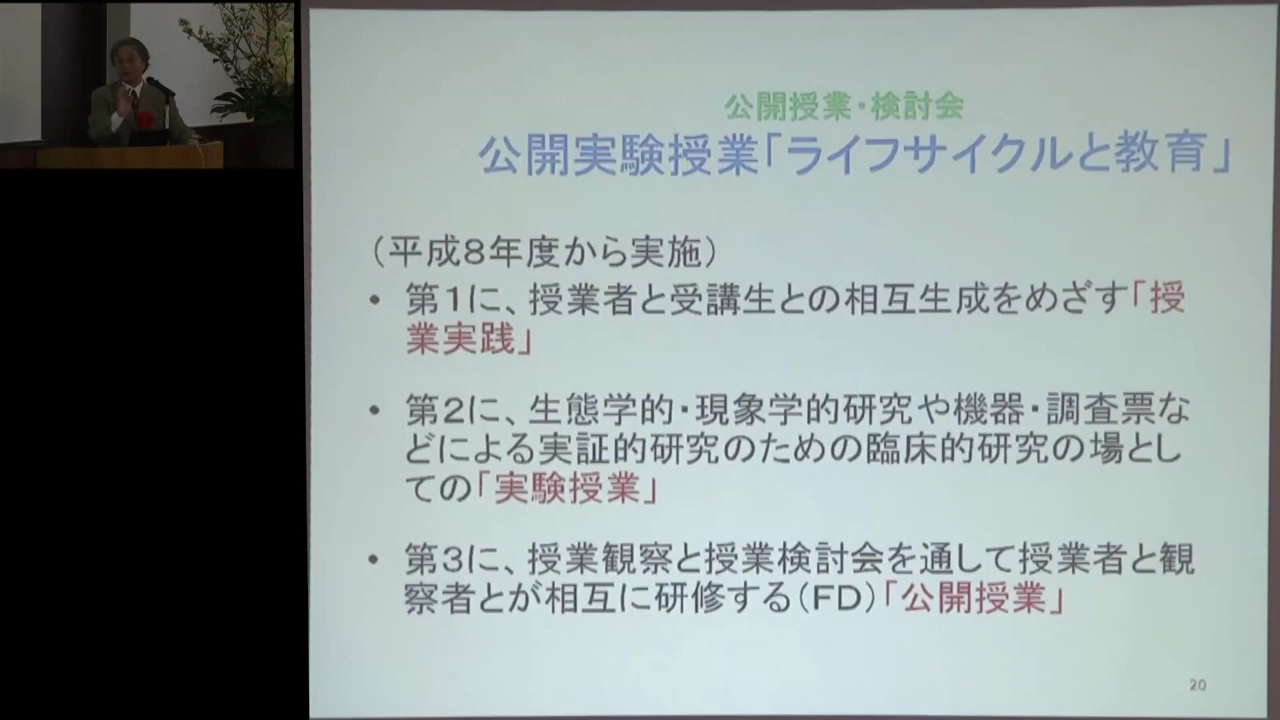 公開授業・検討会
公開実験授業「ライフサイクルと教育」
（平成８年度から実施）
• 第１に、授業者と受講生との相互生成をめざす「授
業実践」
• 第２に、生態学的・現象学的研究や機器・調査票な
どによる実証的研究のための臨床的研究の場とし
ての「実験授業」
• 第３に、授業観察と授業検討会を通して授業者と観
察者とが相互に研修する（ＦＤ）「公開授業」
20